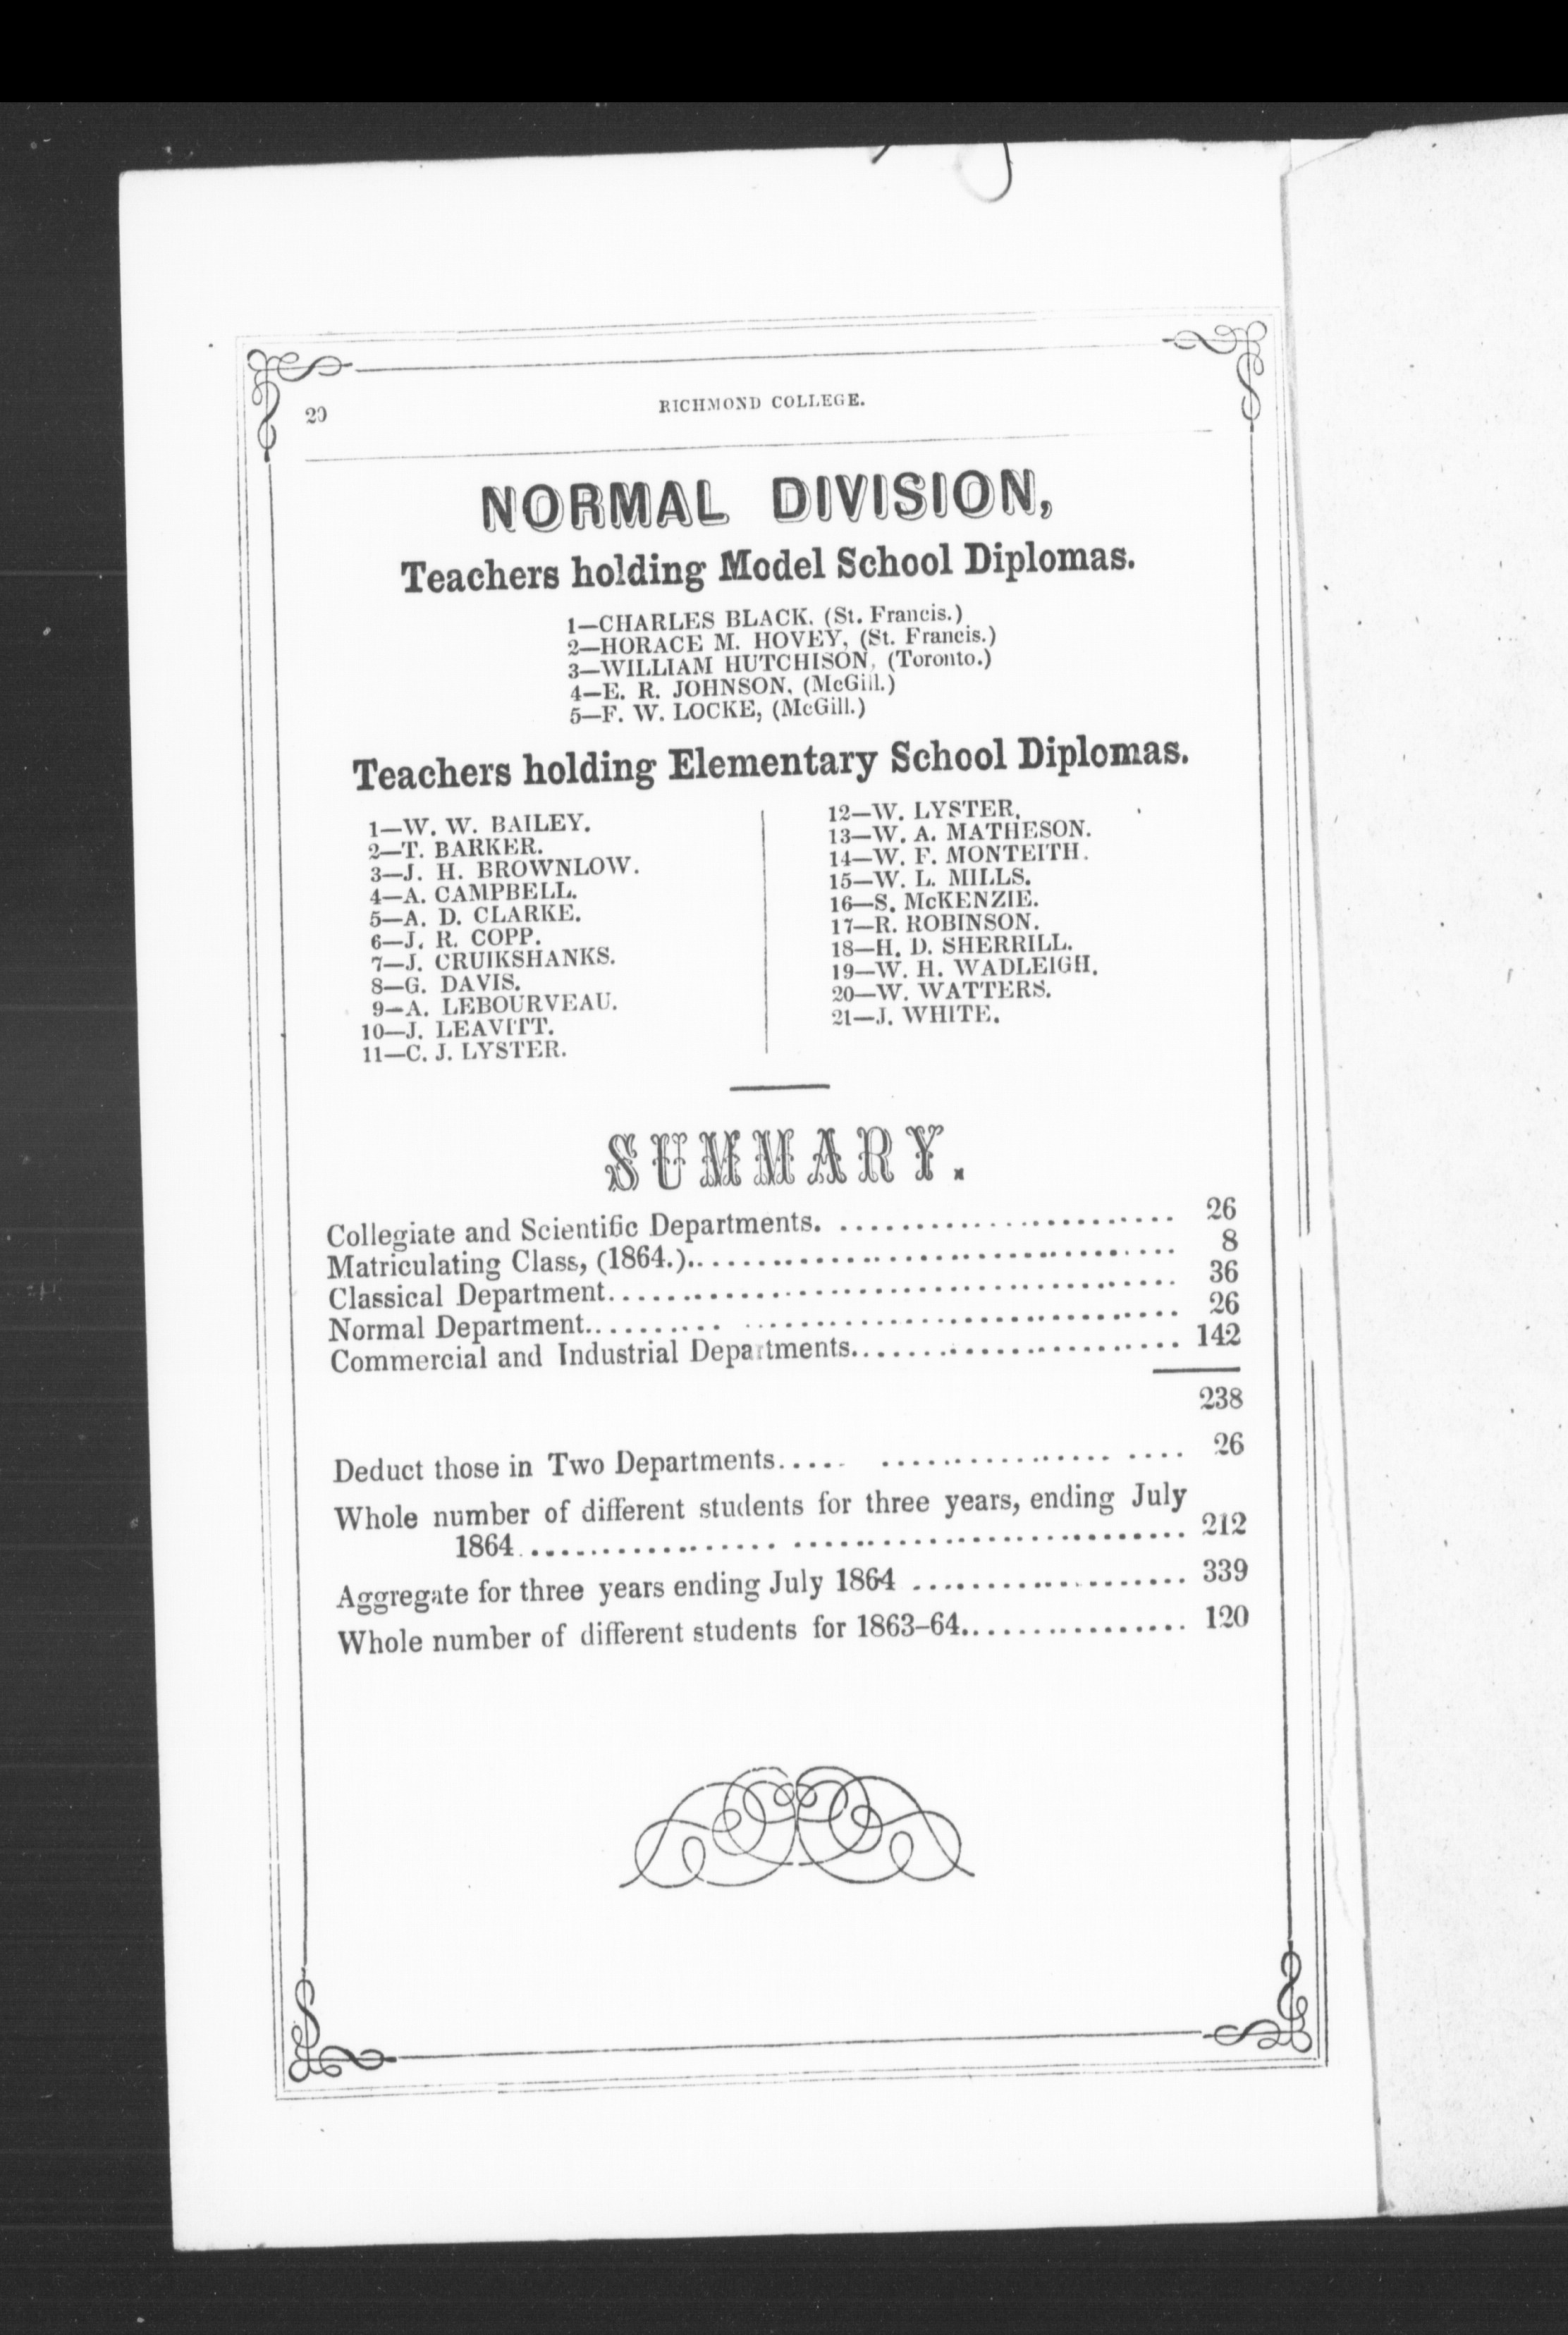 20
RICHMOND COLLEGE.
NORMAL DIVISION,
Teachers holding Model School Diplomas.
1—CHARLES BLACK. (St. Francis.)
2—HORACE M. HOVEY, (St. Francis.)
3—WILLIAM HUTCHISON, (Toronto.)
4—E. R. JOHNSON, (McGill.)
5—F. W. LOCKE, (McGill.)
Teachers holding Elementary School Diplomas.
1—W. W. BAILEY.
2—T. BARKER.
3—J. H. BROWNLOW.
4—A. CAMPBELL.
5—A. D. CLARKE.
6—J. R. COPP.
7—J. CRUIKSHANKS.
8—G. DAVIS.
9—A. LEBOURVEAU.
10—J. LEAVITT.
11—C. J. LYSTER.
12—W. LYSTER.
13—W. A. MATHESON.
14—W. F. MONTEITH.
15—W. L. MILLS.
16—S. McKENZIE.
17—R. ROBINSON.
18—H. D. SHERRILL.
19—W. H. WADLEIGH.
20—W. WATTERS.
21—J. WHITE.
SUMMARY.
Collegiate and Scientific Departments. ........................ 26
Matriculating Class, (1864.).................................. 8
Classical Department........................................ 36
Normal Department.......... .............................. 26
Commercial and Industrial Departments....................... 142
238
Deduct those in Two Departments..... ................ .... 26
Whole number of different students for three years, ending July
1864.................. ............................ 212
Aggregate for three years ending July 1864 ................... 339
Whole number of different students for 1863–64................ 120